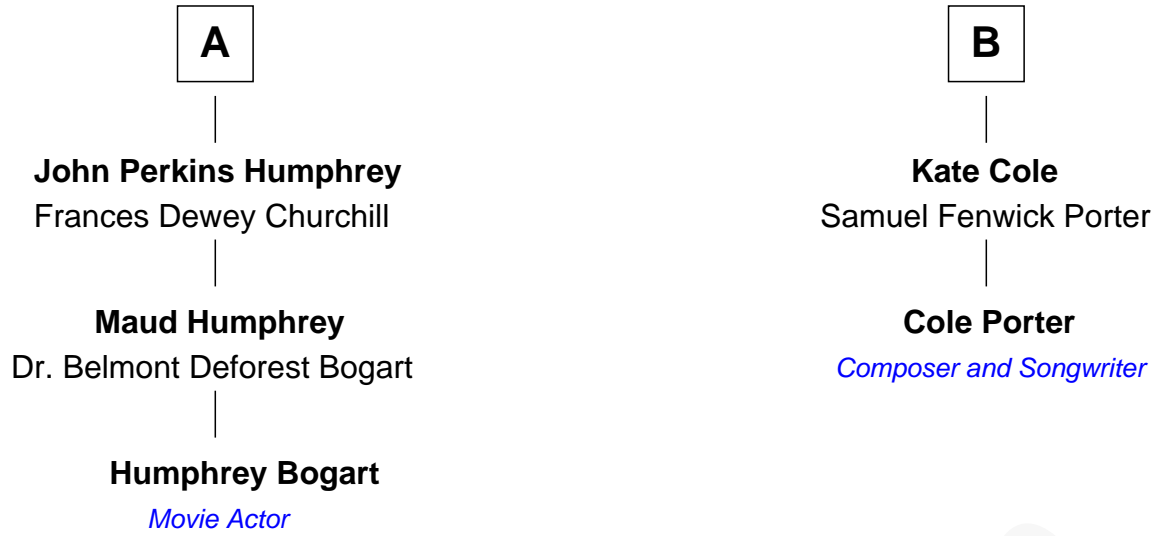 A
John Perkins Humphrey
Frances Dewey Churchill
Maud Humphrey
Dr. Belmont Deforest Bogart
Humphrey Bogart
Movie Actor
B
Kate Cole
Samuel Fenwick Porter
Cole Porter
Composer and Songwriter